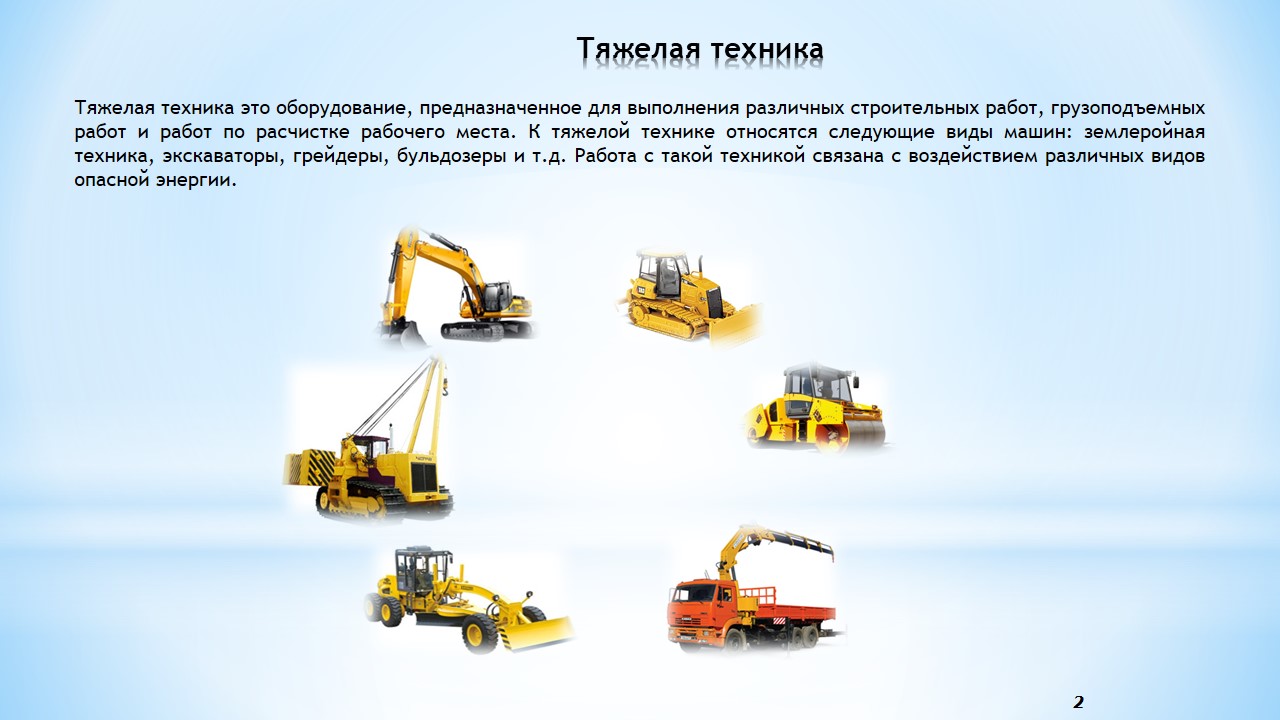 Тяжелая техника
Тяжелая техника это оборудование, предназначенное для выполнения различных строительных работ, грузоподъемных
работ и работ по расчистке рабочего места. К тяжелой технике относятся следующие виды машин: землеройная
техника, экскаваторы, грейдеры, бульдозеры и т.д. Работа с такой техникой связана с воздействием различных видов
опасной энергии.
2